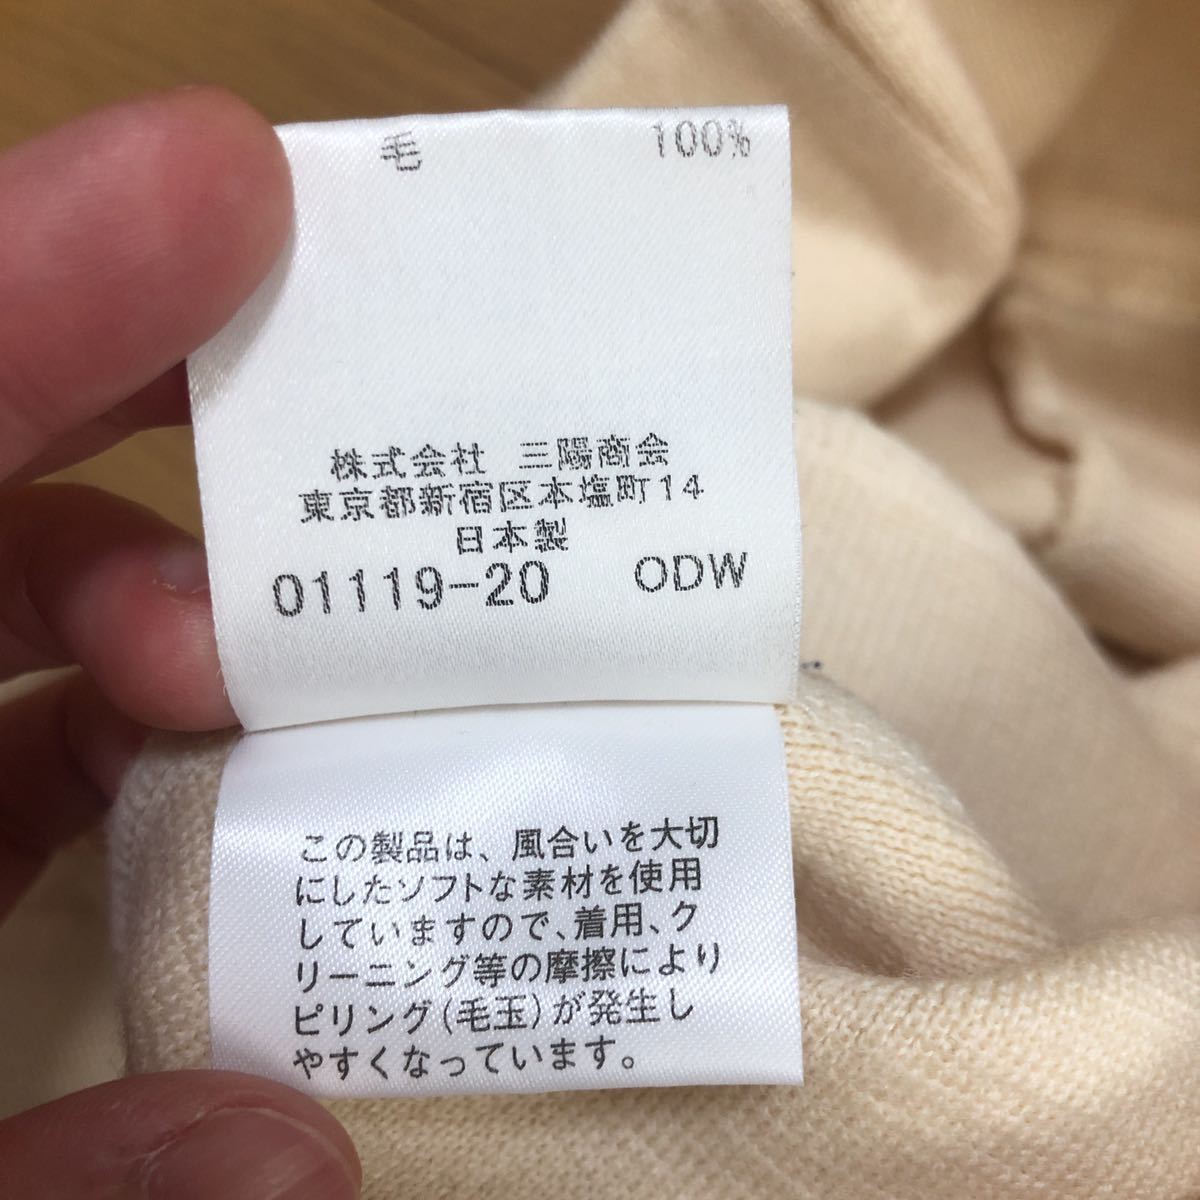 毛 100%
株式会社 三陽商会
東京都新宿区本塩町14
日本製
01119-20 ODW
この製品は、風合いを大切
にしたソフトな素材を使用
していますので、着用、ク
リーニング等の摩擦により
ピリング(毛玉)が発生し
やすくなっています。